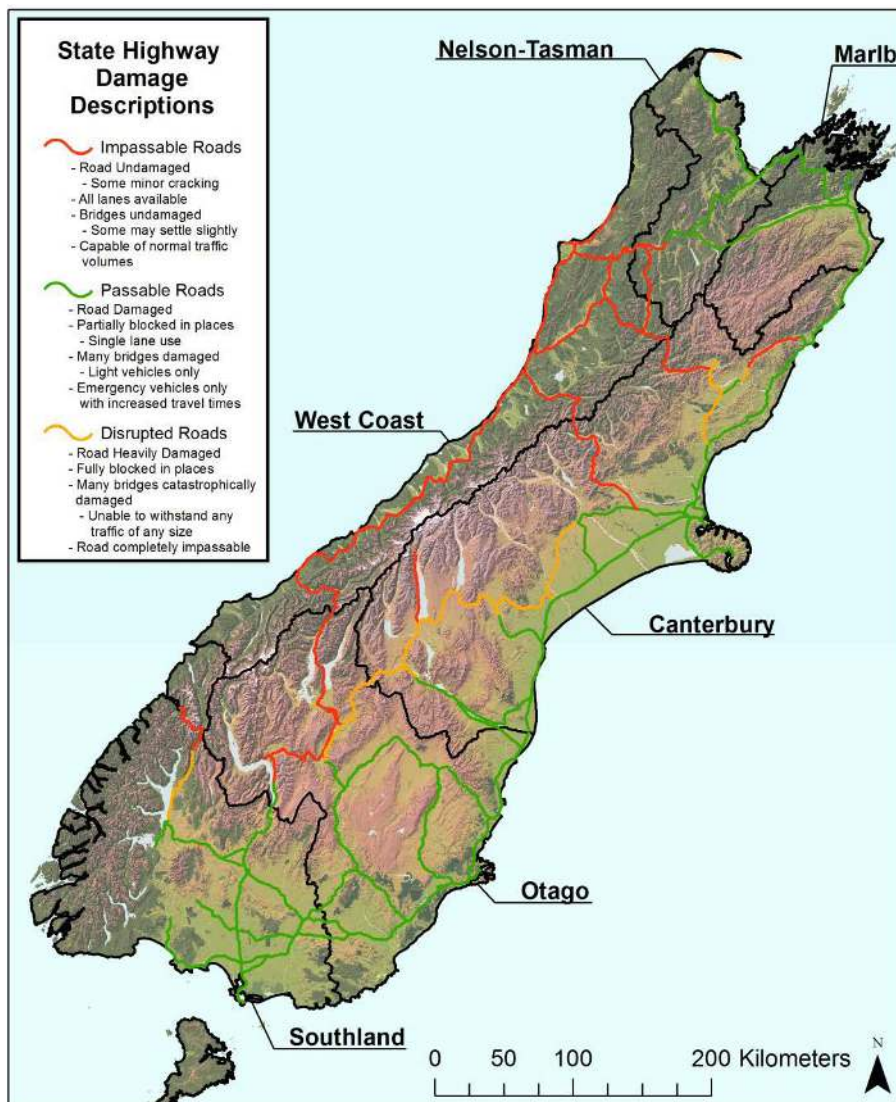 State Highway
Damage
Descriptions
Impassable Roads
- Road Undamaged
- Some minor cracking
- All lanes available
- Bridges undamaged
- Some may settle slightly
- Capable of normal traffic
volumes
Passable Roads
- Road Damaged
- Partially blocked in places
- Single lane use
- Many bridges damaged
- Light vehicles only
- Emergency vehicles only
with increased travel times
Disrupted Roads
- Road Heavily Damaged
- Fully blocked in places
- Many bridges catastrophically
damaged
- Unable to withstand any
traffic of any size
- Road completely impassable
Nelson-Tasman
Marlb
West Coast
Canterbury
Otago
Southland
0 50 100 200 Kilometers
N